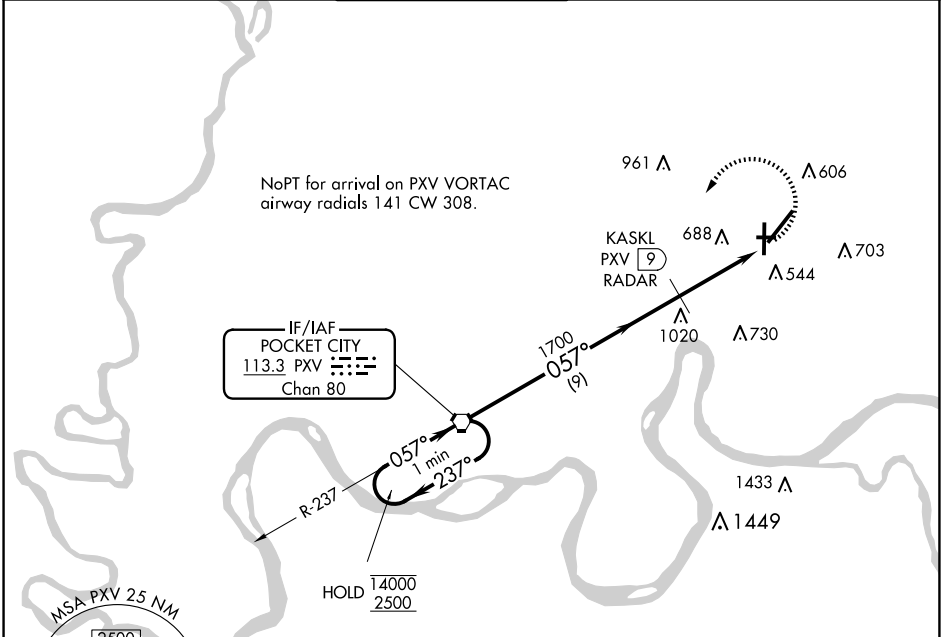 NoPT for arrival on PXV VORTAC
airway radials 141 CW 308.
961
606
KASKL
PXV 9
RADAR
688
703
544
1020
730
IF/IAF
POCKET CITY
113.3 PXV
Chan 80
1700
057°
(9)
057°
1 min
237°
R-237
1433
1449
HOLD 14000
2500
MSA PXV 25 NM